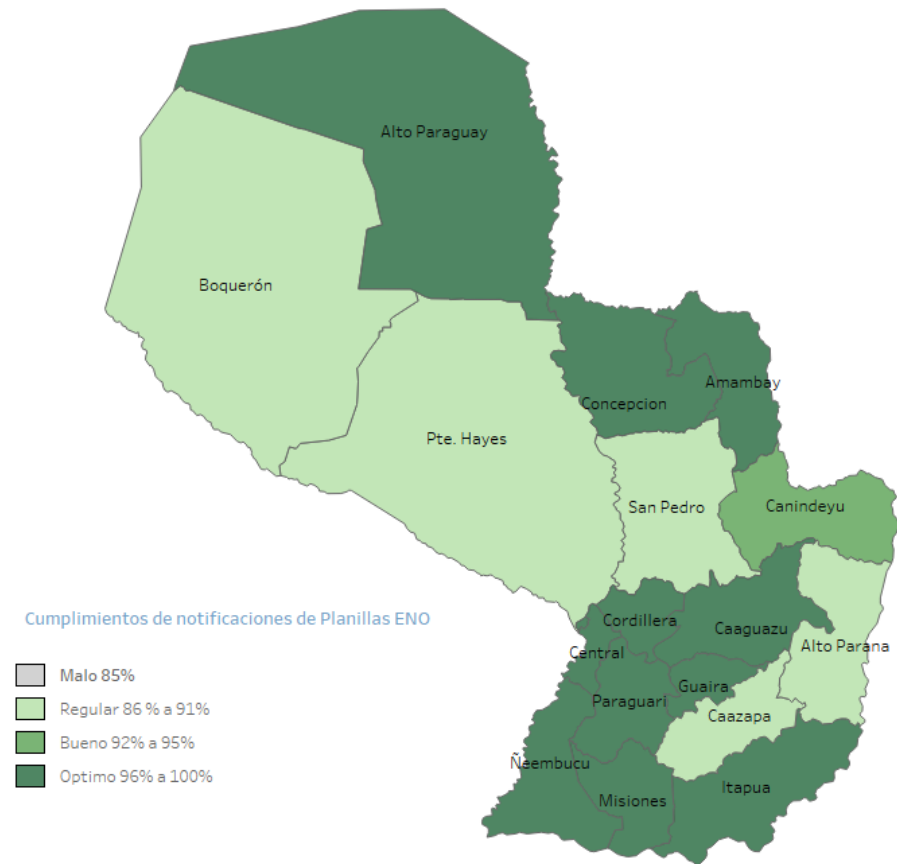 Alto Paraguay
Boquerón
Amambay
Concepcion
Pte. Hayes
San Pedro
Canindeyu
Cumplimientos de notificaciones de Planillas ENO
Malo 85%
Regular 86 % a 91%
Bueno 92% a 95%
Optimo 96% a 100%
Cordillera
Caaguazu
Alto Parana
Central
Guaira
Paraguari
Caazapa
Ñeembucu
Itapua
Misiones